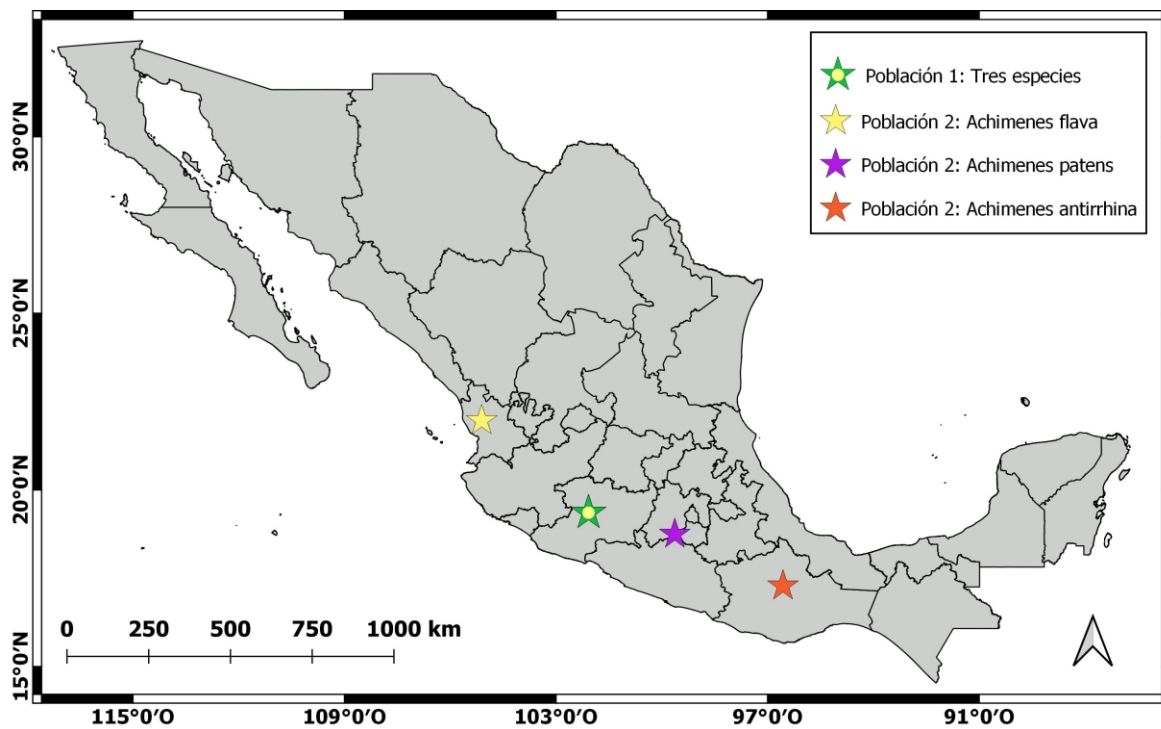 Población 1: Tres especies
Población 2: Achimenes flava
Población 2: Achimenes patens
Población 2: Achimenes antirrhina
30°0′N
25°0′N
20°0′N
15°0′N
0 250 500 750 1000 km
115°0′O 109°0′O 103°0′O 97°0′O 91°0′O